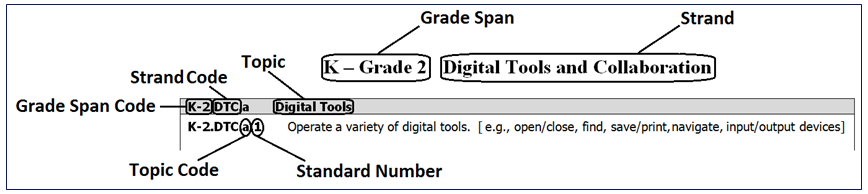 Grade Span
Strand
Topic
K – Grade 2
Digital Tools and Collaboration
Strand Code
Grade Span Code
K-2 DTC a Digital Tools
K-2.DTC a 1 Operate a variety of digital tools. [ e.g., open/close, find, save/print,navigate, input/output devices]
Topic Code
Standard Number